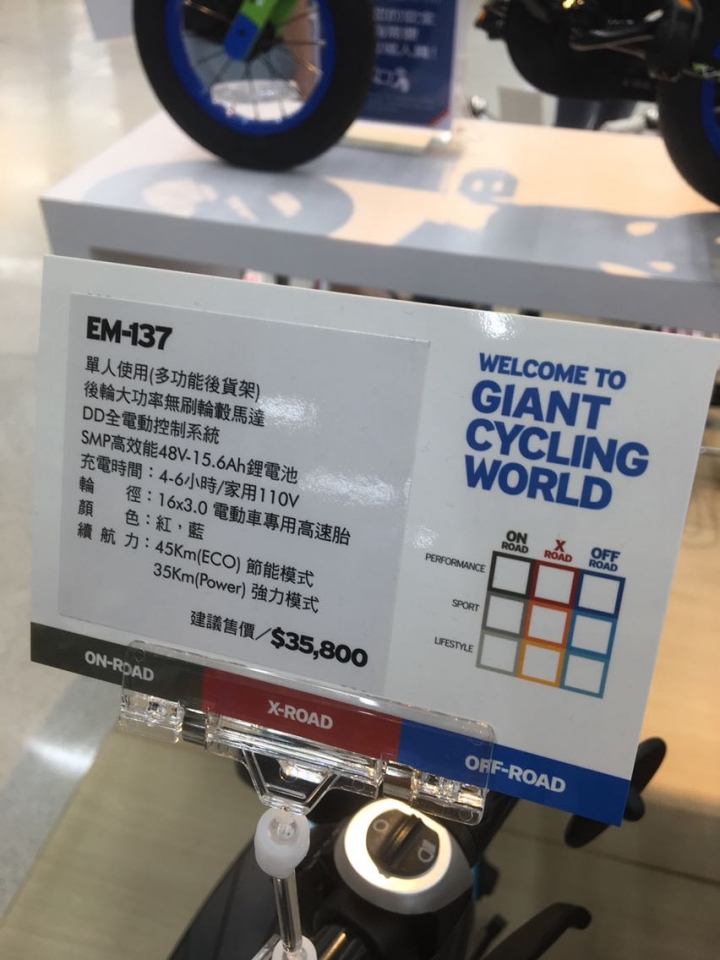 EM-137
單人使用(多功能後貨架)
後輪大功率無刷輪轂馬達
DD全電動控制系統
SMP高效能48V-15.6Ah鋰電池
充電時間：4-6小時/家用110V
輪 徑：16x3.0 電動車專用高速胎
顏 色：紅，藍
續 航 力：45Km(ECO) 節能模式
35Km(Power) 強力模式
建議售價／$35,800
WELCOME TO
GIANT
CYCLING
WORLD
ON ROAD
X ROAD
OFF ROAD
PERFORMANCE
SPORT
LIFESTYLE
ON-ROAD
X-ROAD
OFF-ROAD